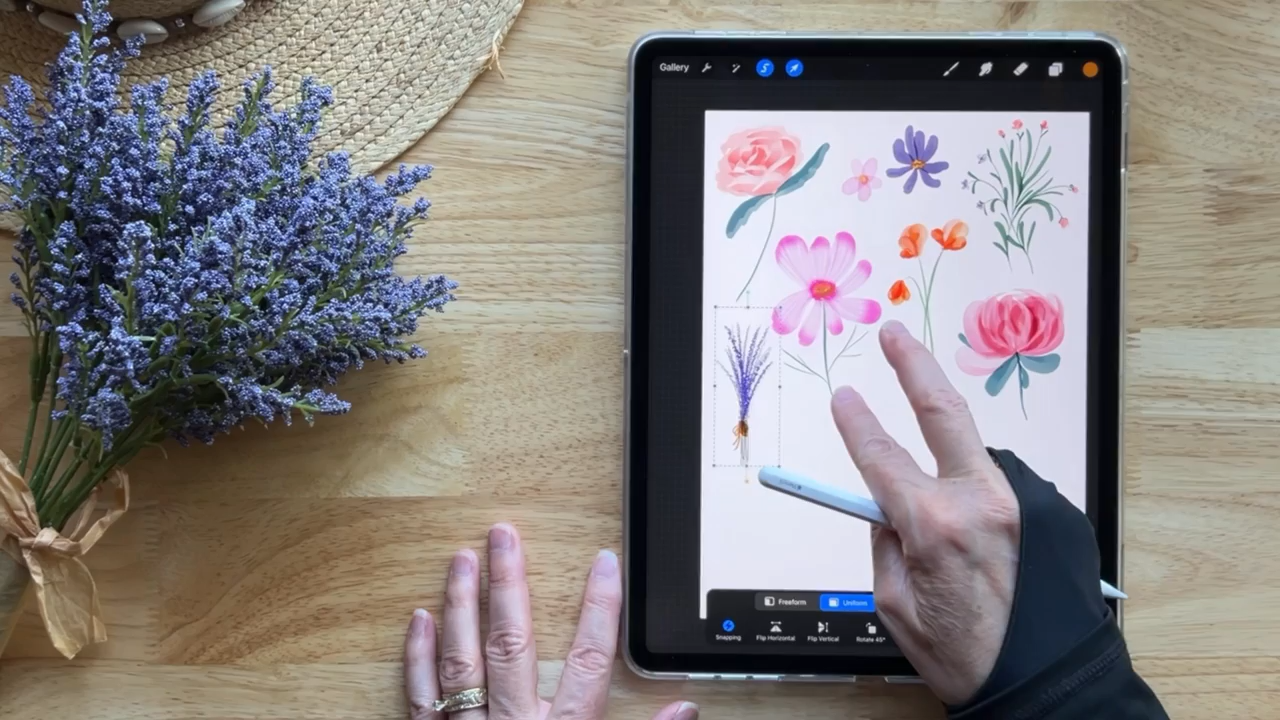 Gallery
Freeform
Uniform
Snapping
Flip Horizontal
Flip Vertical
Rotate 45°